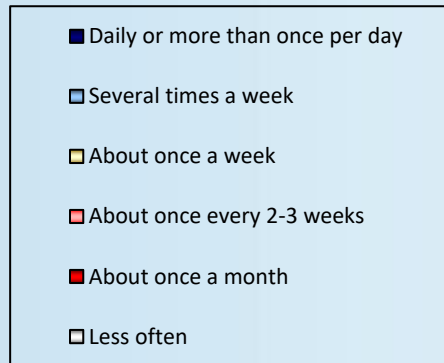 Daily or more than once per day
Several times a week
About once a week
About once every 2-3 weeks
About once a month
Less often